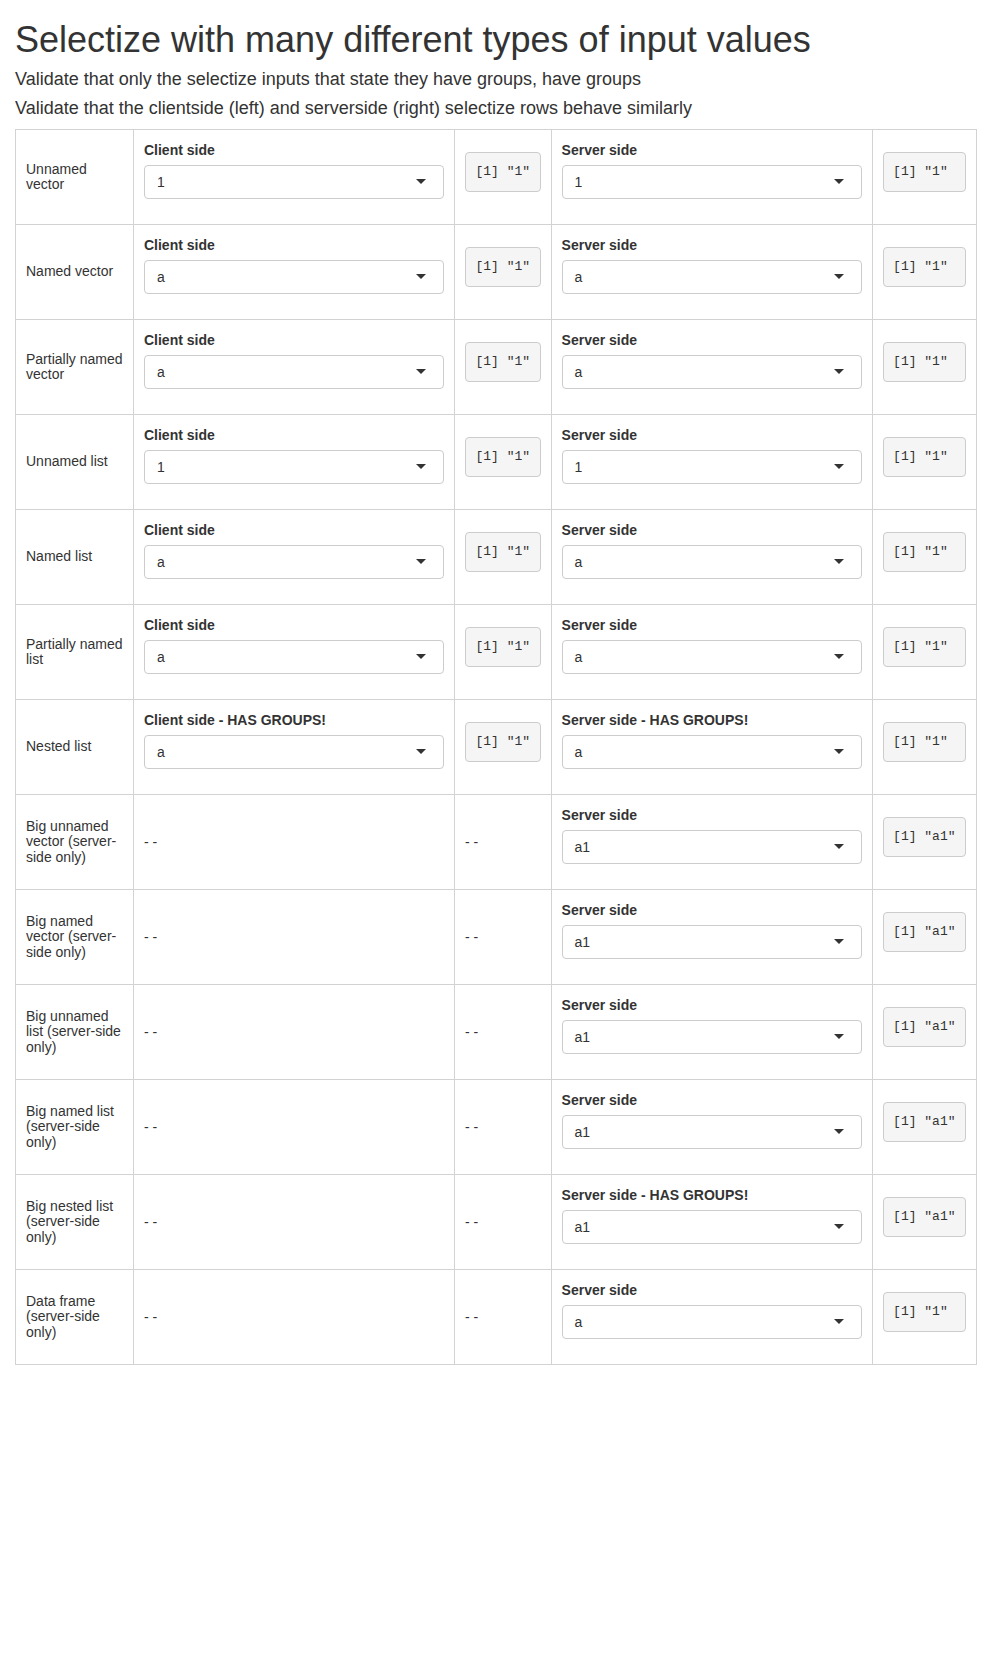 Selectize with many different types of input values
Validate that only the selectize inputs that state they have groups, have groups
Validate that the clientside (left) and serverside (right) selectize rows behave similarly
Unnamed
vector
Client side
1
[1] "1"
Server side
1
[1] "1"
Named vector
Client side
a
[1] "1"
Server side
a
[1] "1"
Partially named
vector
Client side
a
[1] "1"
Server side
a
[1] "1"
Unnamed list
Client side
1
[1] "1"
Server side
1
[1] "1"
Named list
Client side
a
[1] "1"
Server side
a
[1] "1"
Partially named
list
Client side
a
[1] "1"
Server side
a
[1] "1"
Nested list
Client side - HAS GROUPS!
a
[1] "1"
Server side - HAS GROUPS!
a
[1] "1"
Big unnamed
vector (server-
side only)
- -
- -
Server side
a1
[1] "a1"
Big named
vector (server-
side only)
- -
- -
Server side
a1
[1] "a1"
Big unnamed
list (server-side
only)
- -
- -
Server side
a1
[1] "a1"
Big named list
(server-side
only)
- -
- -
Server side
a1
[1] "a1"
Big nested list
(server-side
only)
- -
- -
Server side - HAS GROUPS!
a1
[1] "a1"
Data frame
(server-side
only)
- -
- -
Server side
a
[1] "1"